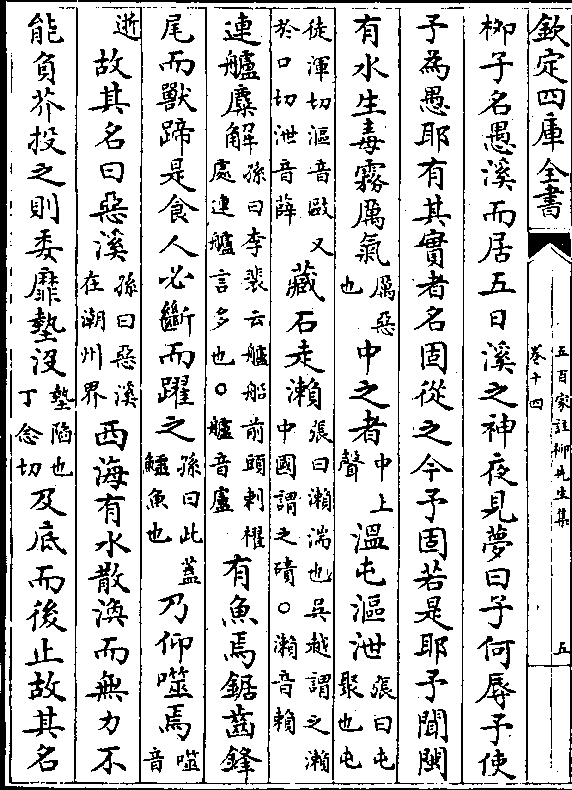 欽定四庫全書
五百家註柳先生集
卷十四
五
栁子名愚溪而居五日溪之神夜見夢曰子何辱予使
予為愚耶有其實者名固從之今予固若是耶予聞閩
有水生毒霧厲氣厲惡也中之者中上聲溫屯漚泄張曰屯聚也屯
徒渾切漚音歐又於口切泄音薛藏石走瀨張曰瀨湍也吳越謂之瀨中國謂之磧○瀨音賴
連艫麋解孫曰李裴云艫船前頭刺櫂處連艫言多也○艫音盧有魚焉鋸齒鋒
尾而獸蹄是食人必斷而躍之孫曰此蓋鱷魚也乃仰噬焉噬音
逝故其名曰惡溪孫曰惡溪在潮州界西海有水散渙而無力不
能負芥投之則委靡墊沒墊陷也丁念切及底而後止故其名